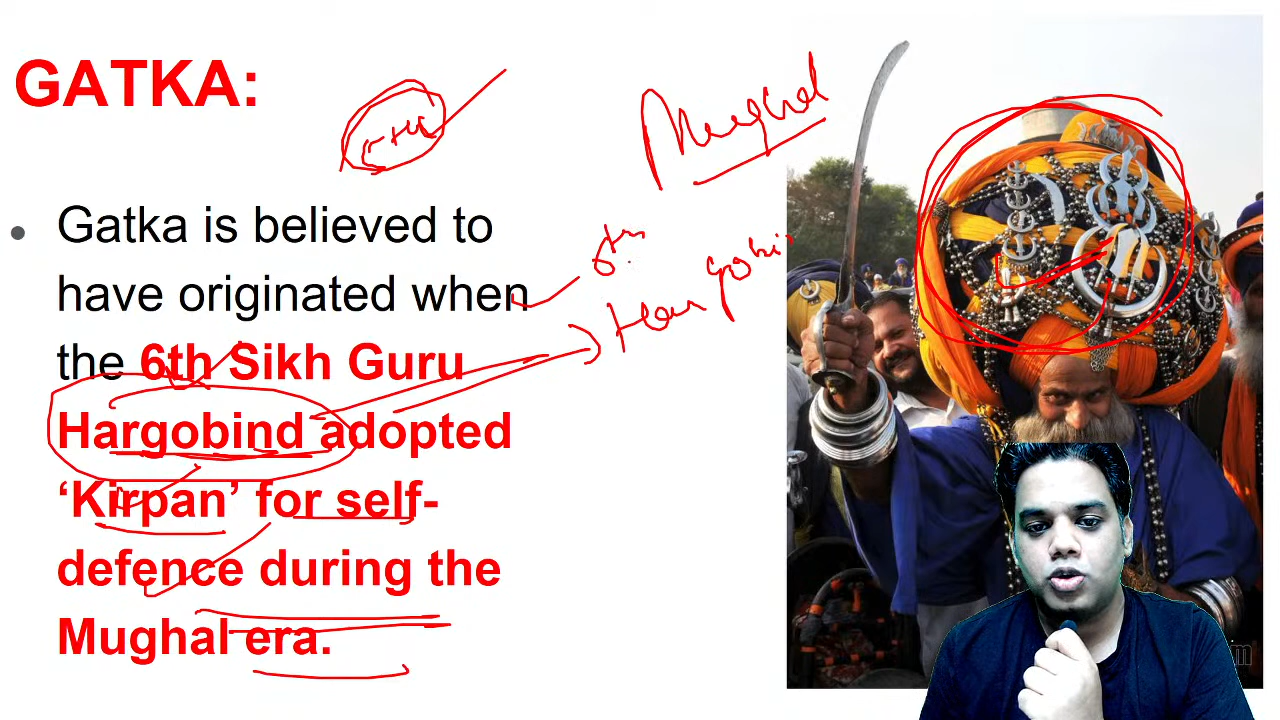 GATKA:
Mughal
• Gatka is believed to
have originated when
6th
the 6th Sikh Guru
Hargobind adopted
‘Kirpan’ for self-
defence during the
Mughal era.